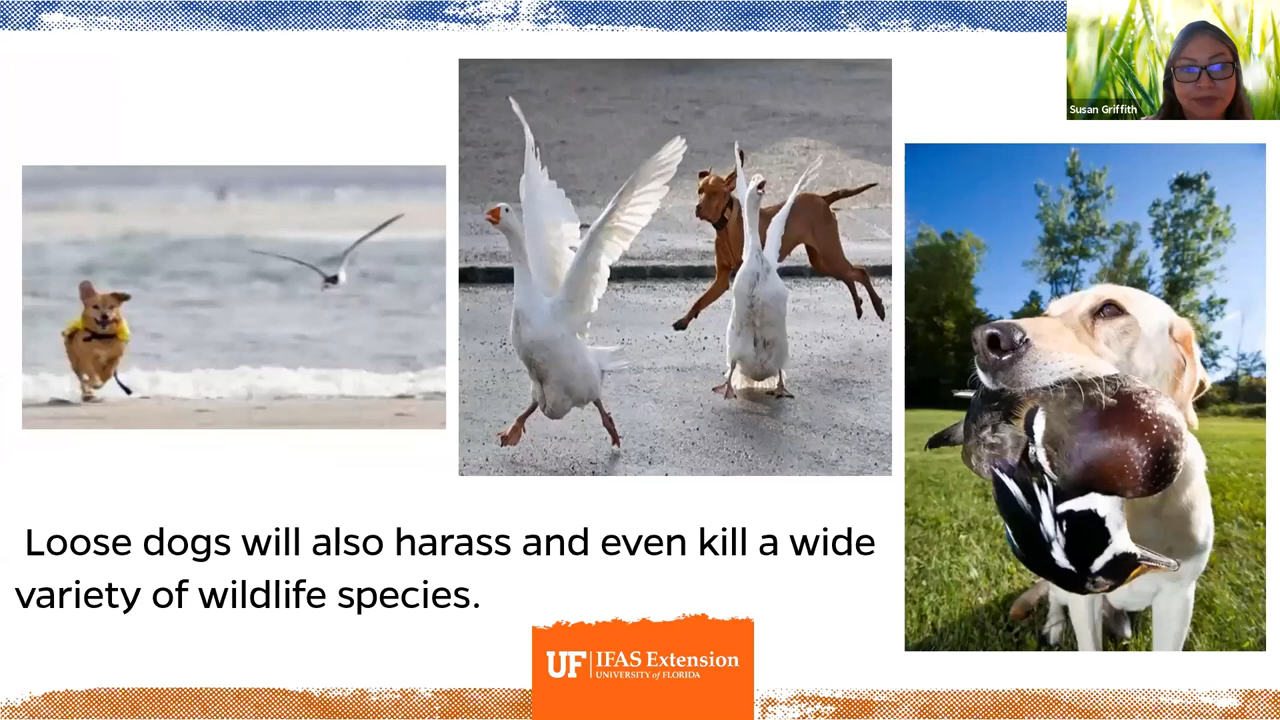 Susan Griffith
Loose dogs will also harass and even kill a wide
variety of wildlife species.
UF IFAS Extension
UNIVERSITY of FLORIDA